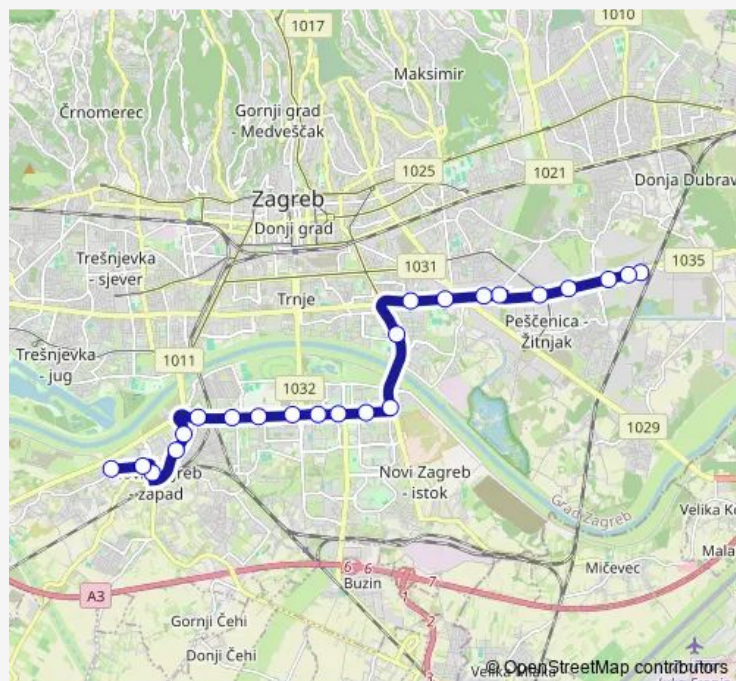 1010
1017
Maksimir
Črnomerec
Gornji grad
- Medveščak
1025
1021
Donja Dubrav
Zagreb
Donji grad
Trešnjevka
- sjever
1031
1035
Trnje
Peščenica -
Žitnjak
Trešnjevka
- jug
1011
1032
1029
Novi Zagreb
- istok
- zapad
Grad Zagreb
Velika Ko
Mala
Mičevec
6
6
7
Buzin
A3
1
2
Gornji Čehi
Donji Čehi
3
© OpenStreetMap contributors